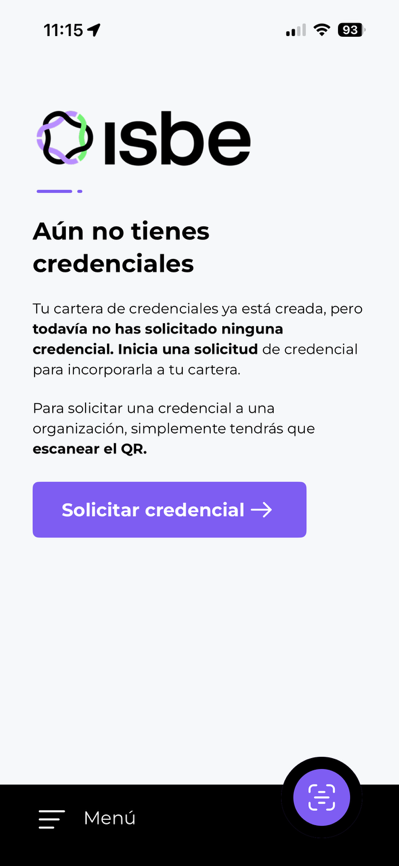 11:15
93
isbe
Aún no tienes
credenciales
Tu cartera de credenciales ya está creada, pero
todavía no has solicitado ninguna
credencial. Inicia una solicitud de credencial
para incorporarla a tu cartera.
Para solicitar una credencial a una
organización, simplemente tendrás que
escanear el QR.
Solicitar credencial →
Menú